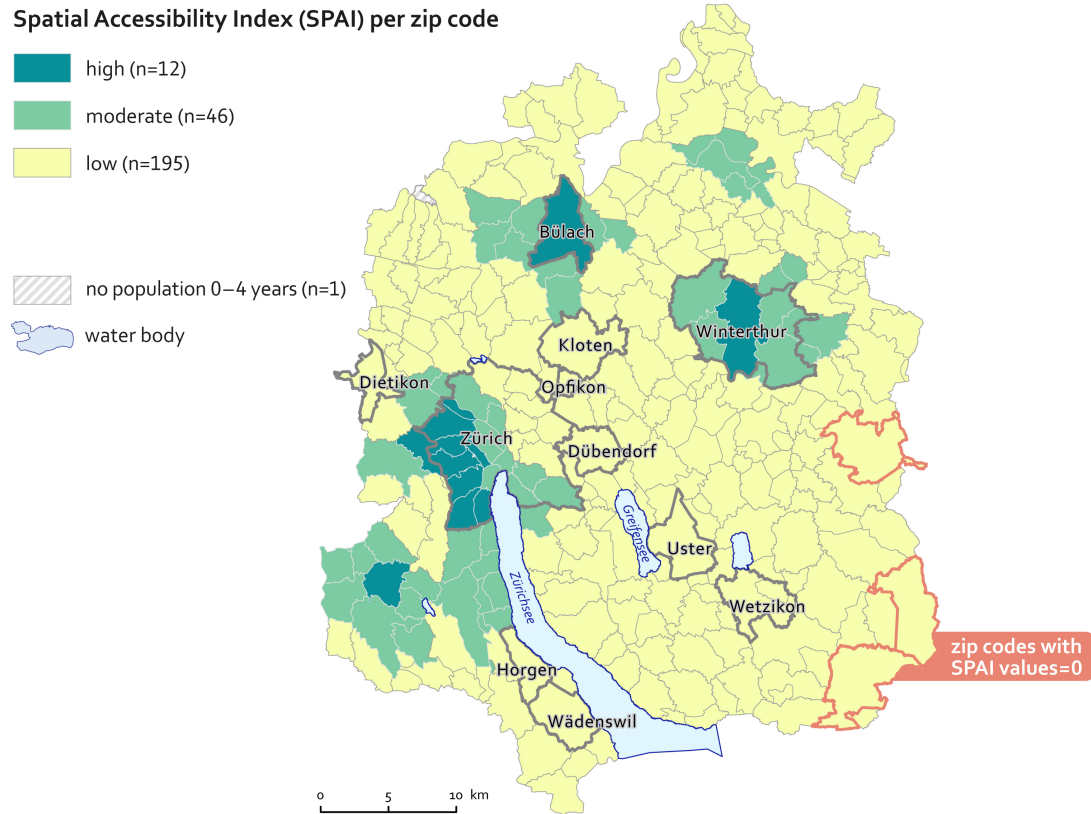 Spatial Accessibility Index (SPAI) per zip code
high (n=12)
moderate (n=46)
low (n=195)
no population 0–4 years (n=1)
water body
Bülach
Winterthur
Kloten
Dietikon
Opfikon
Zürich
Dübendorf
Greifensee
Uster
Zürichsee
Wetzikon
zip codes with
SPAI values=0
Horgen
Wädenswil
0 5 10 km